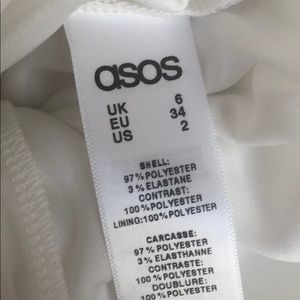 asos
UK 6
EU 34
US 2
SHELL:
97% POLYESTER
3% ELASTANE
CONTRAST:
100% POLYESTER
LINING:100% POLYESTER
CARCASSE:
97% POLYESTER
3% ELASTHANNE
CONTRASTE:
100% POLYESTER
DOUBLURE:
100% POLYESTER